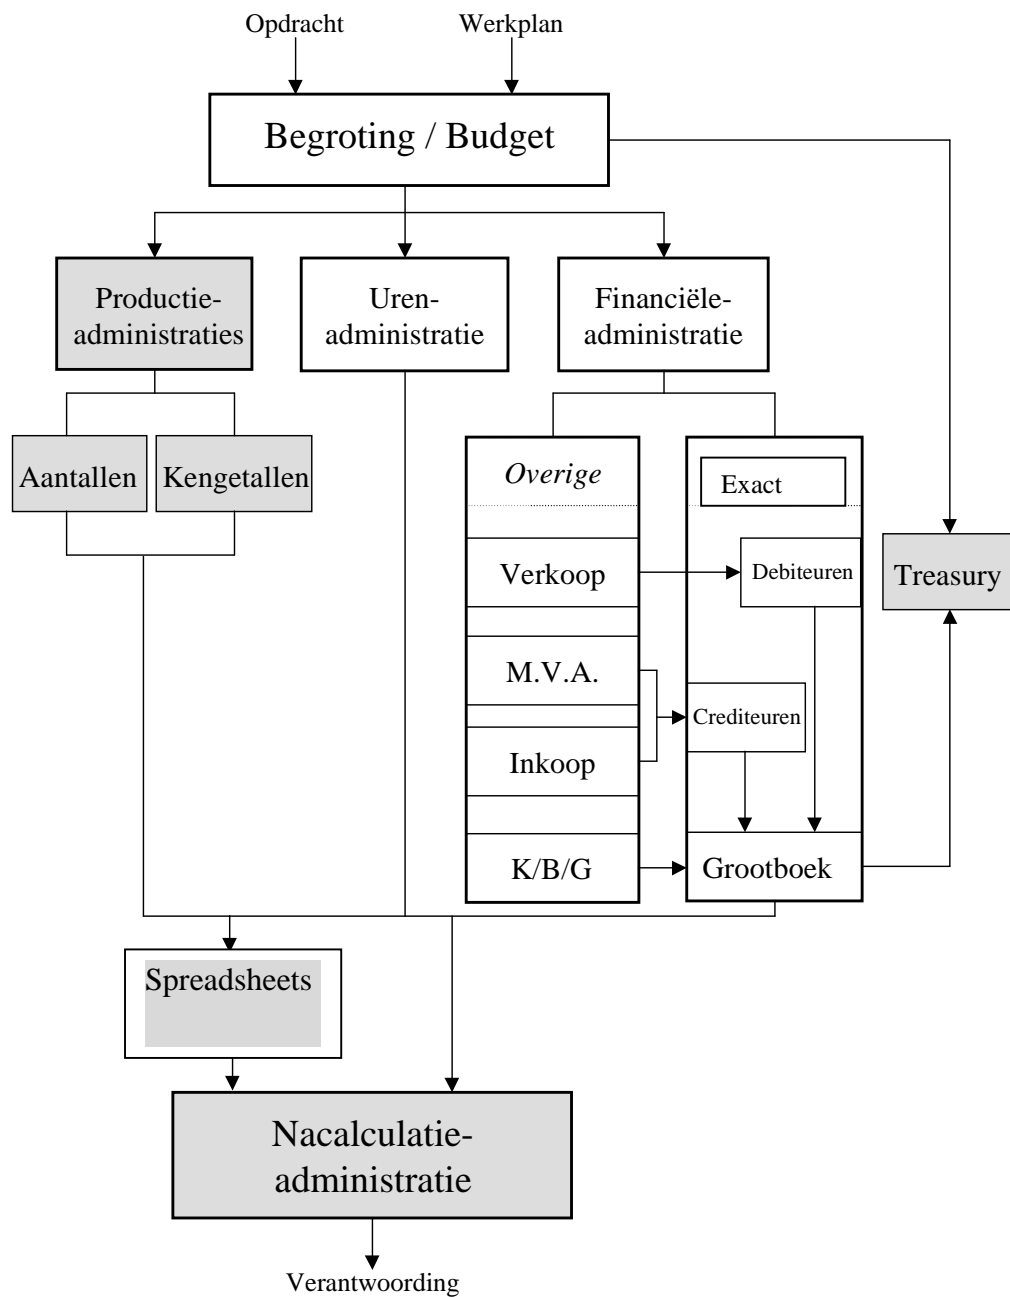 Opdracht
Werkplan
Begroting / Budget
Productie-
administraties
Uren-
administratie
Financiële-
administratie
Aantallen
Kengetallen
Overige
Exact
Verkoop
Debiteuren
Treasury
M.V.A.
Crediteuren
Inkoop
K/B/G
Grootboek
Spreadsheets
Nacalculatie-
administratie
Verantwoording